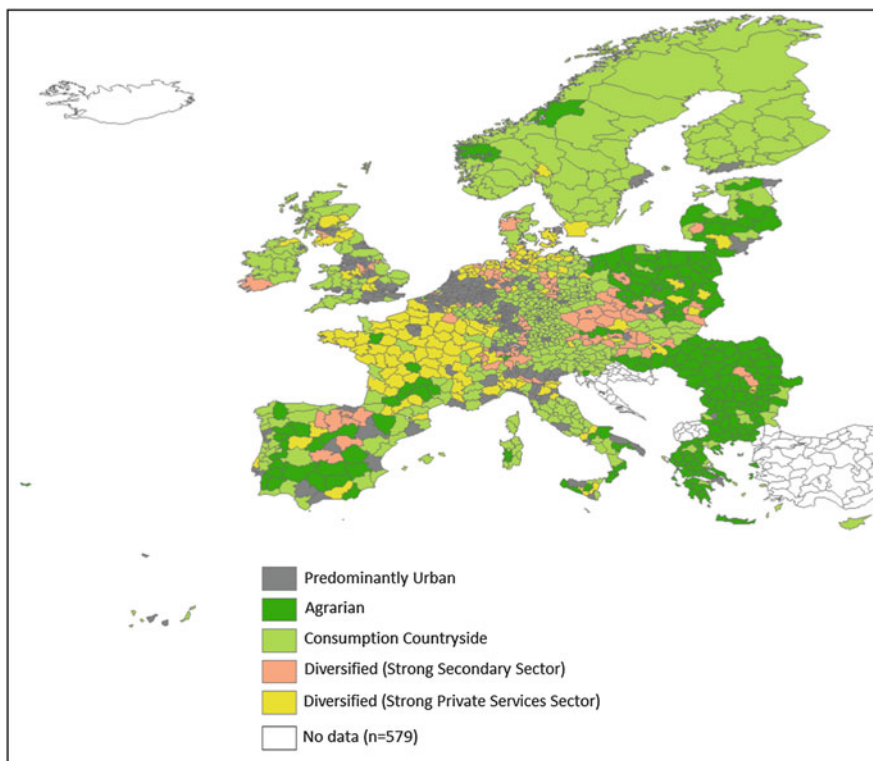 Predominantly Urban
Agrarian
Consumption Countryside
Diversified (Strong Secondary Sector)
Diversified (Strong Private Services Sector)
No data (n=579)